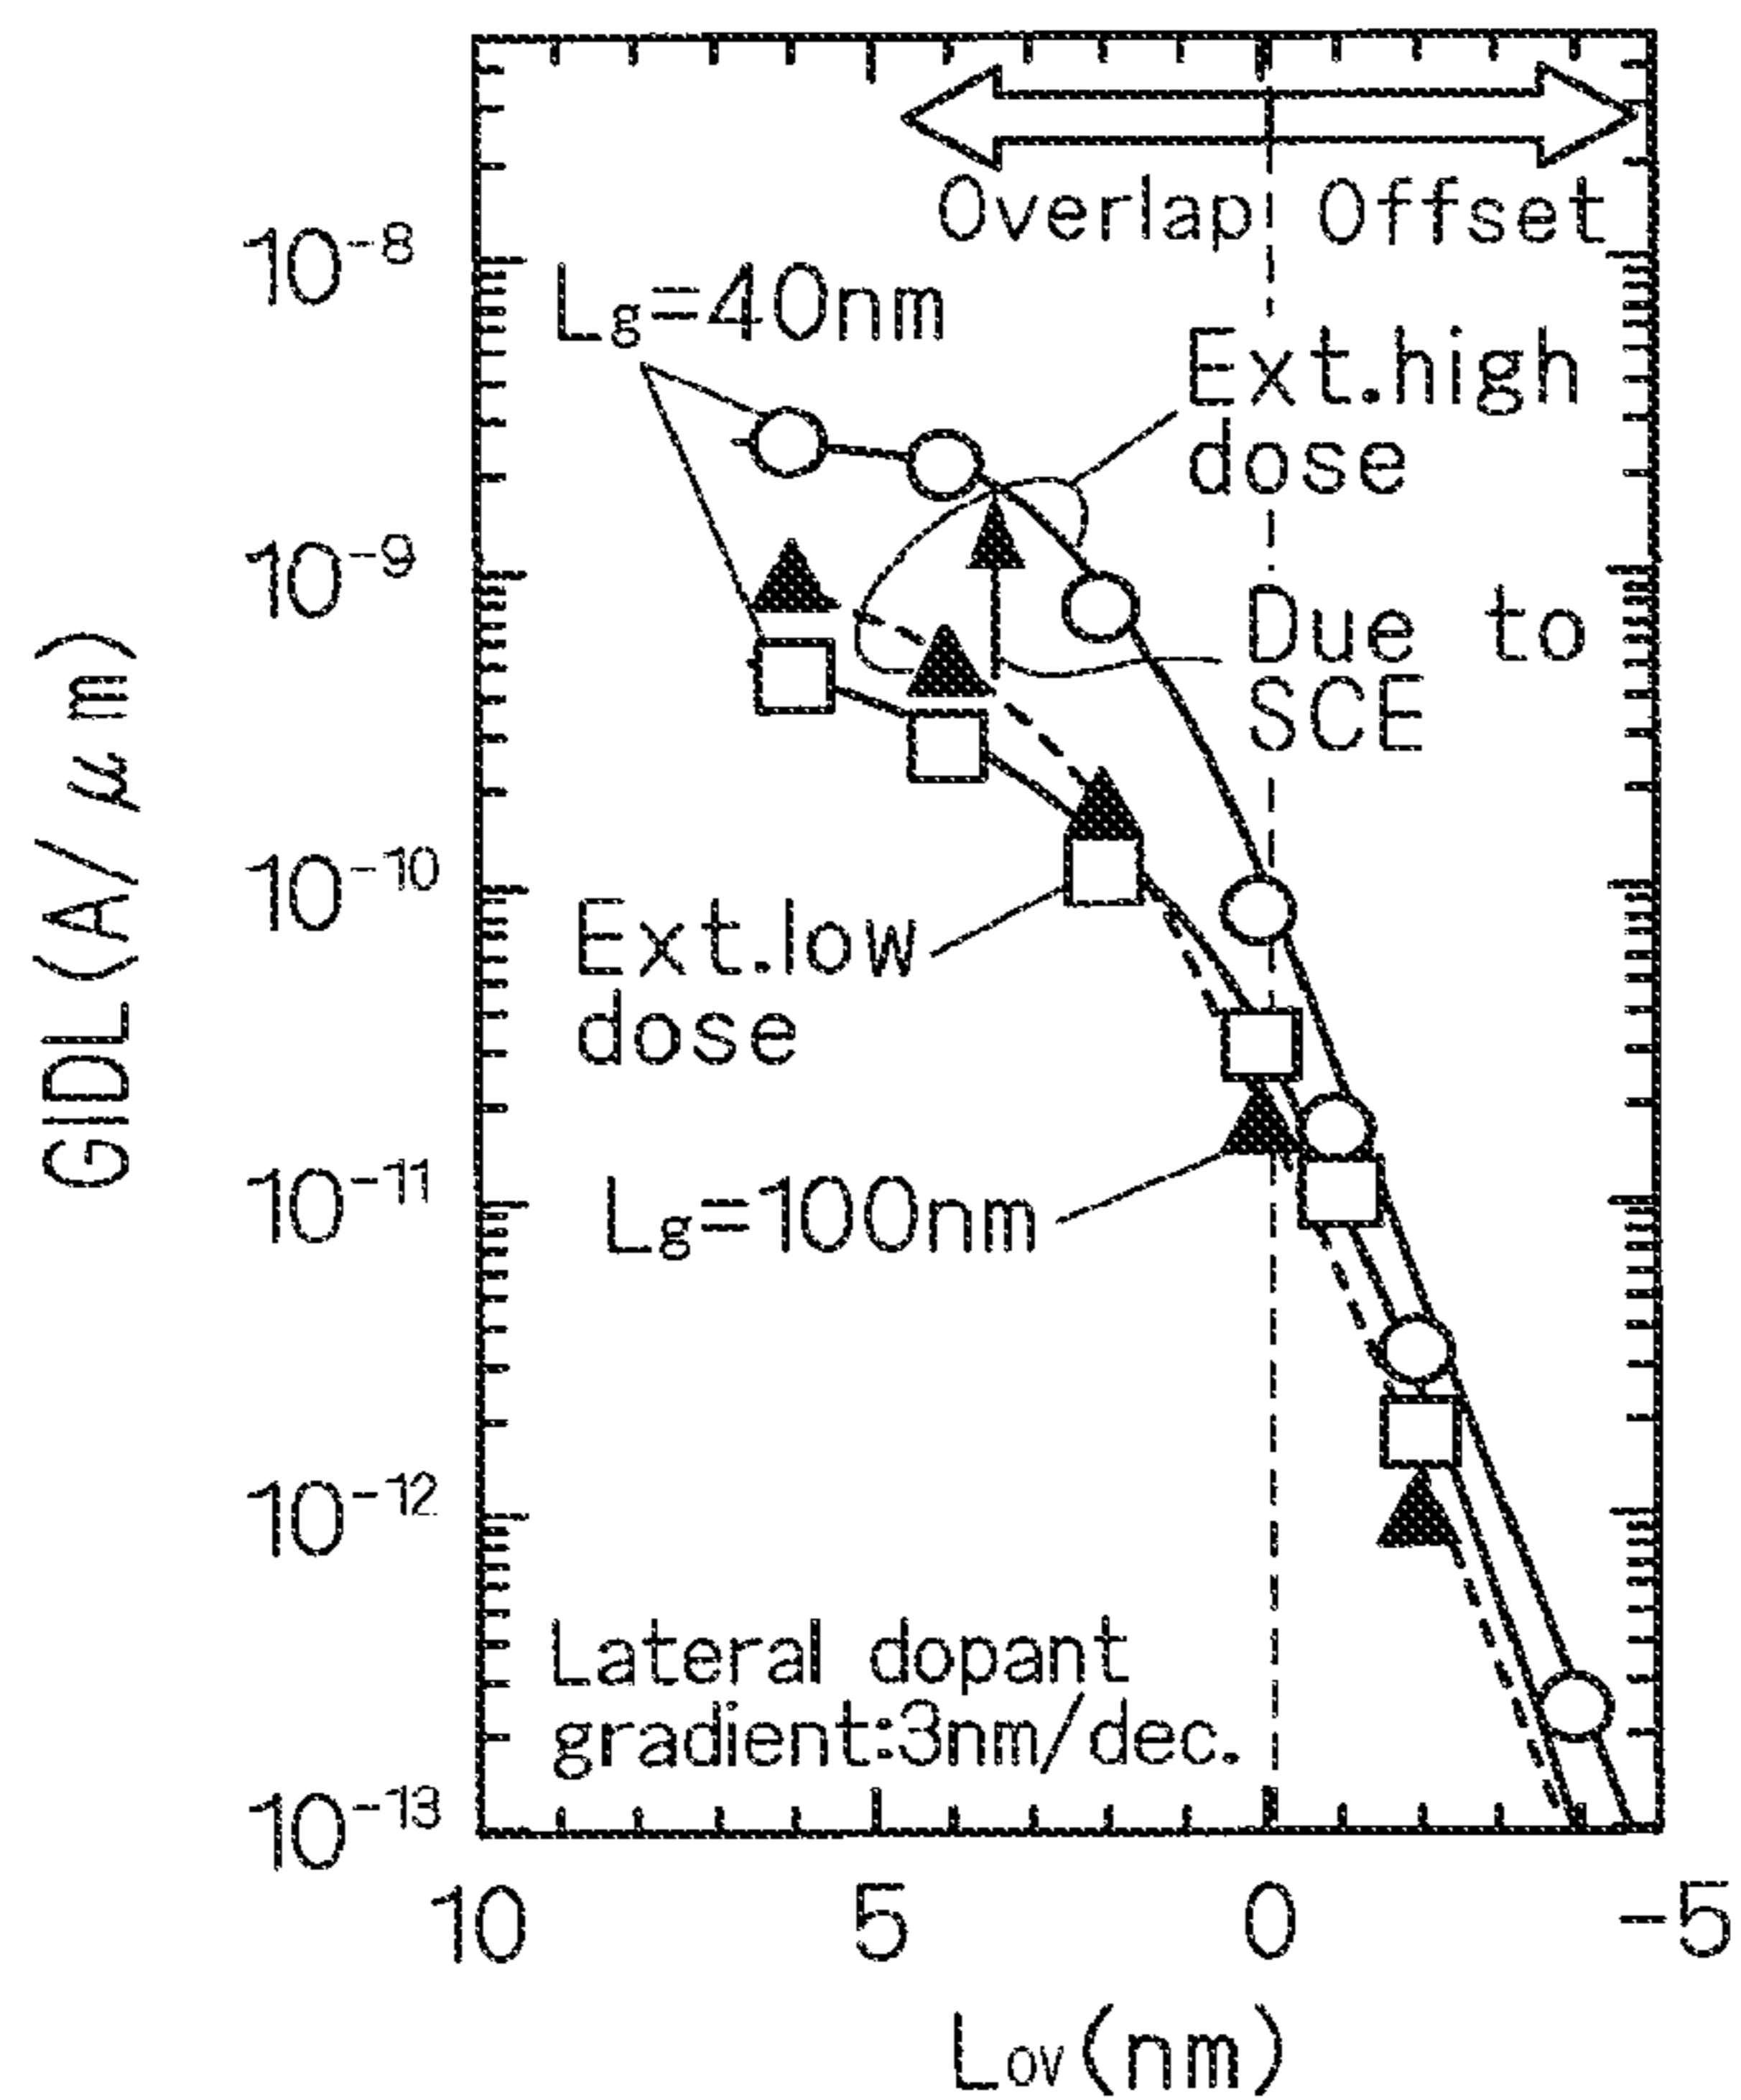 Overlap Offset
10-8
Lg=40nm
Ext.high
dose
10-9
Due to
SCE
GIDL(A/μm)
10-10
Ext.low
dose
10-11
Lg=100nm
10-12
Lateral dopant
gradient:3nm/dec.
10-13
10 5 0 -5
Lov(nm)